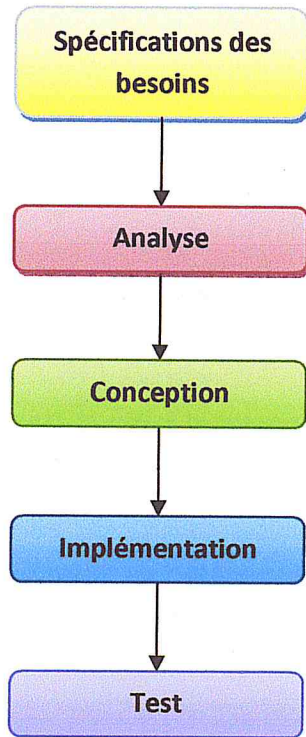 Spécifications des
besoins
Analyse
Conception
Implémentation
Test